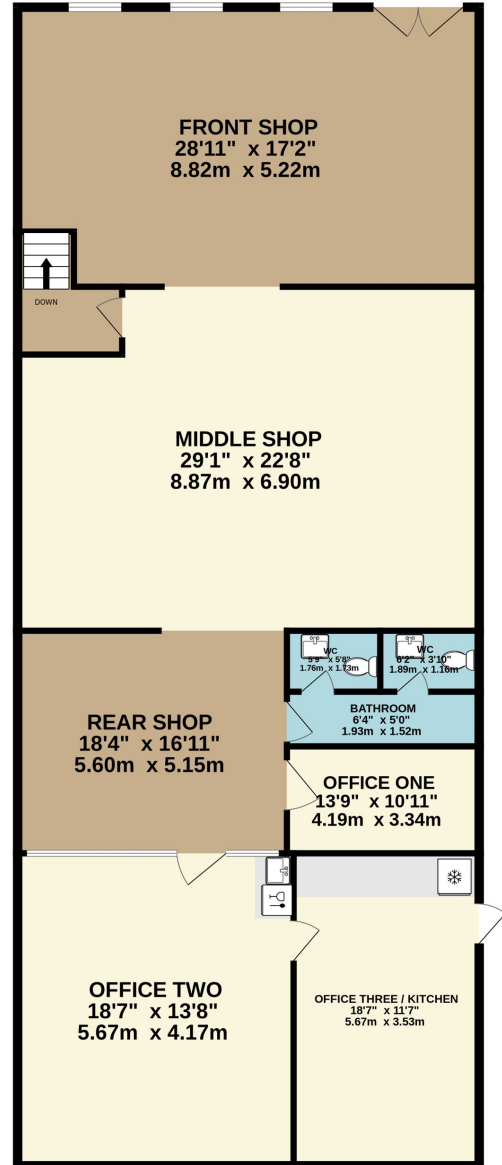 FRONT SHOP
28'11" x 17'2"
8.82m x 5.22m
DOWN
MIDDLE SHOP
29'1" x 22'8"
8.87m x 6.90m
WC
5'9" x 5'8"
1.76m x 1.73m
WC
6'2" x 3'10"
1.89m x 1.16m
BATHROOM
6'4" x 5'0"
1.93m x 1.52m
REAR SHOP
18'4" x 16'11"
5.60m x 5.15m
OFFICE ONE
13'9" x 10'11"
4.19m x 3.34m
OFFICE TWO
18'7" x 13'8"
5.67m x 4.17m
OFFICE THREE / KITCHEN
18'7" x 11'7"
5.67m x 3.53m